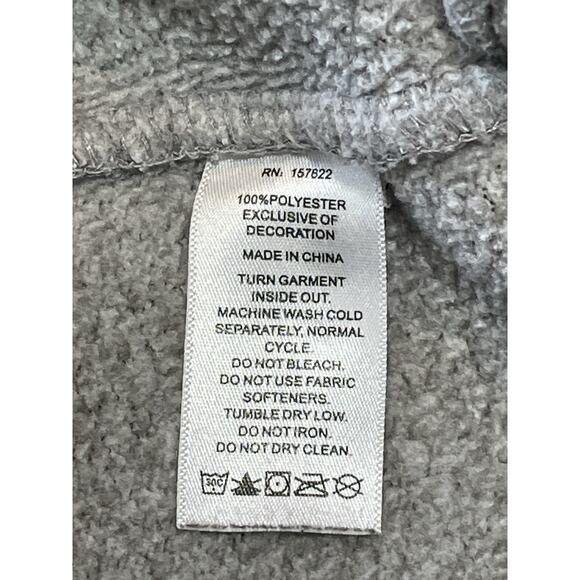 RN: 157622
100%POLYESTER
EXCLUSIVE OF
DECORATION
MADE IN CHINA
TURN GARMENT
INSIDE OUT.
MACHINE WASH COLD
SEPARATELY, NORMAL
CYCLE.
DO NOT BLEACH.
DO NOT USE FABRIC
SOFTENERS.
TUMBLE DRY LOW.
DO NOT IRON.
DO NOT DRY CLEAN.
30C